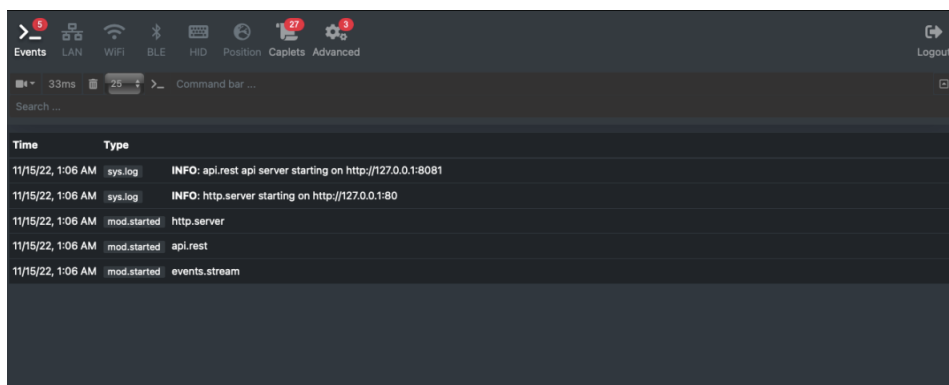 5 27 3
Events LAN WiFi BLE HID Position Caplets Advanced Logout
33ms 25 Command bar ...
Search ...
Time Type
11/15/22, 1:06 AM sys.log INFO: api.rest api server starting on http://127.0.0.1:8081
11/15/22, 1:06 AM sys.log INFO: http.server starting on http://127.0.0.1:80
11/15/22, 1:06 AM mod.started http.server
11/15/22, 1:06 AM mod.started api.rest
11/15/22, 1:06 AM mod.started events.stream